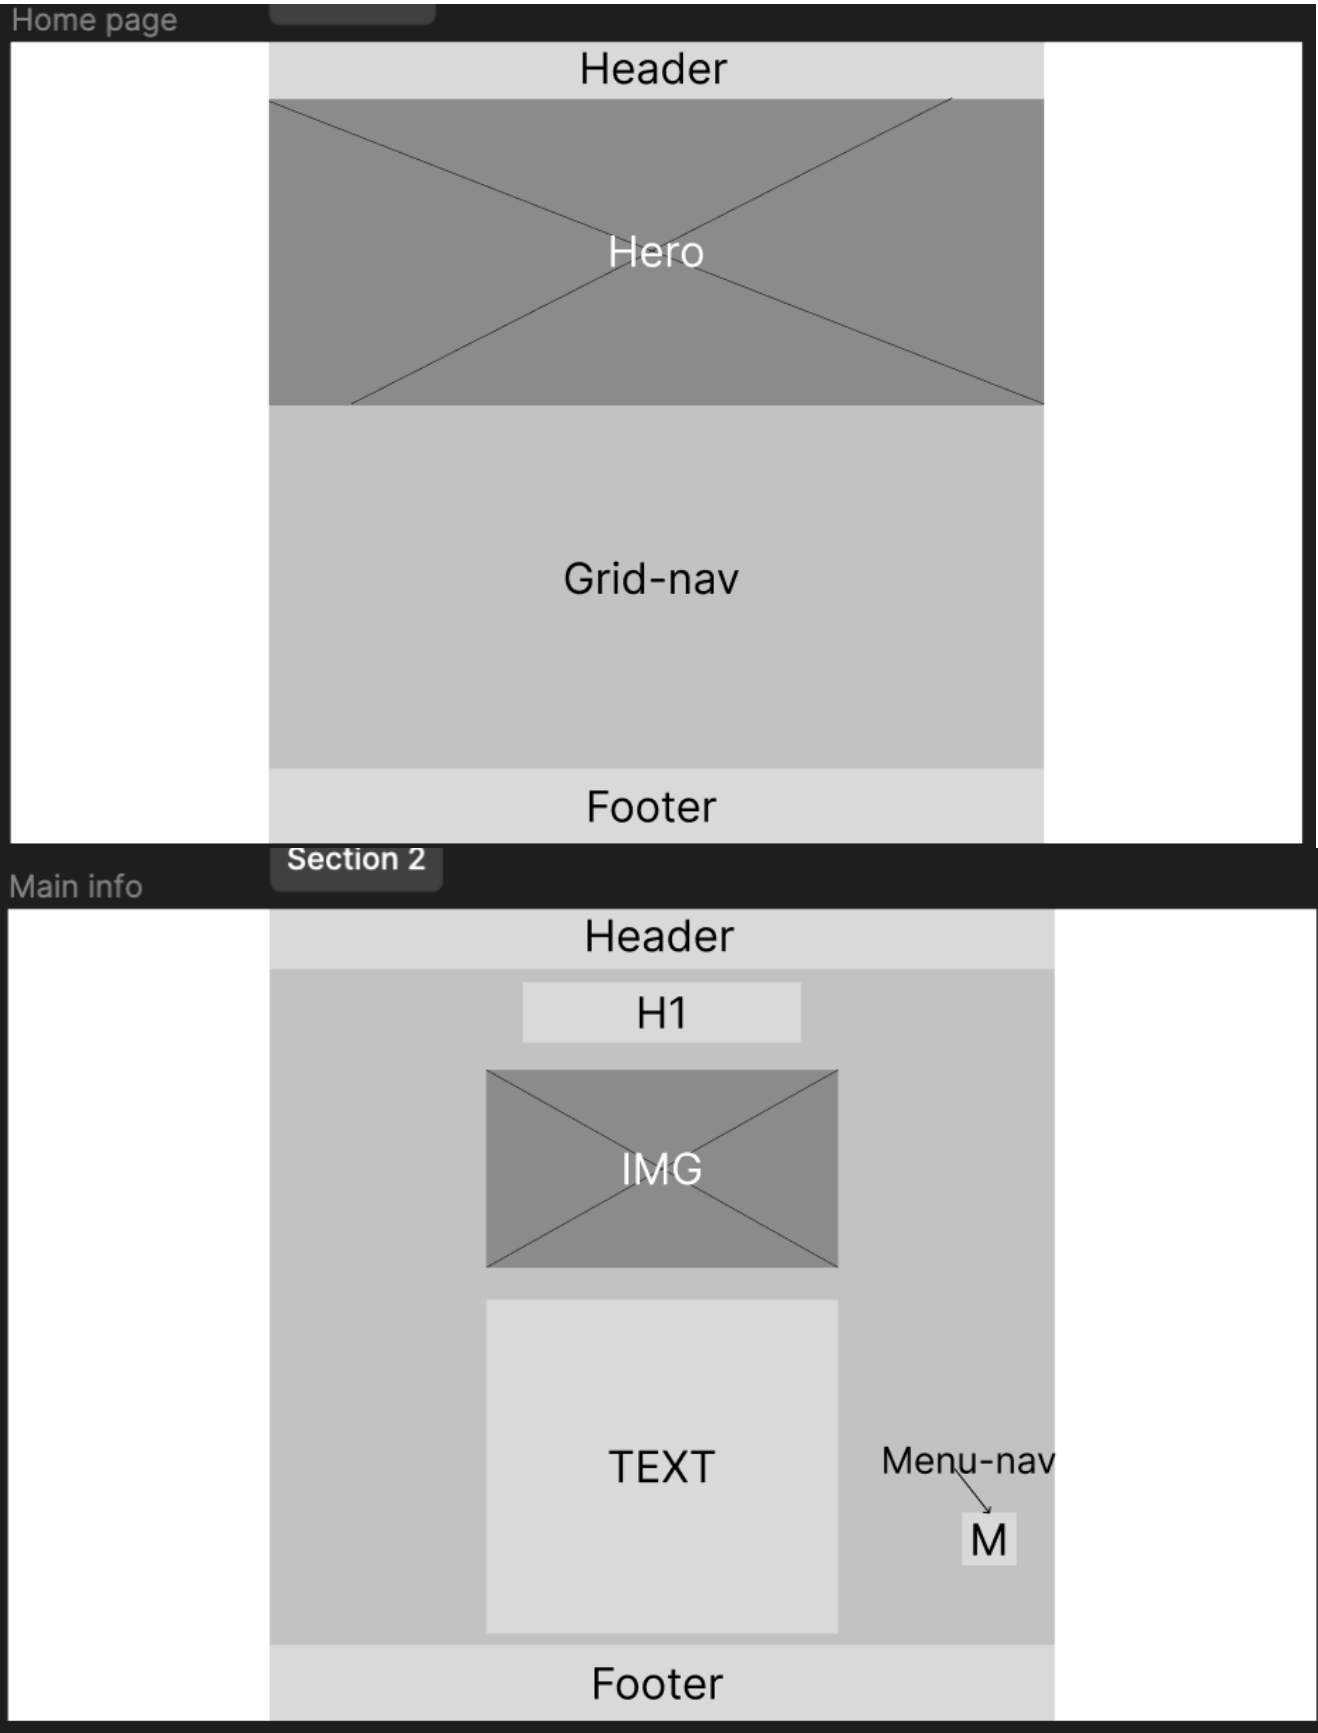 Home page
Header
Hero
Grid-nav
Footer
Section 2
Main info
Header
H1
IMG
TEXT
Menu-nav
M
Footer